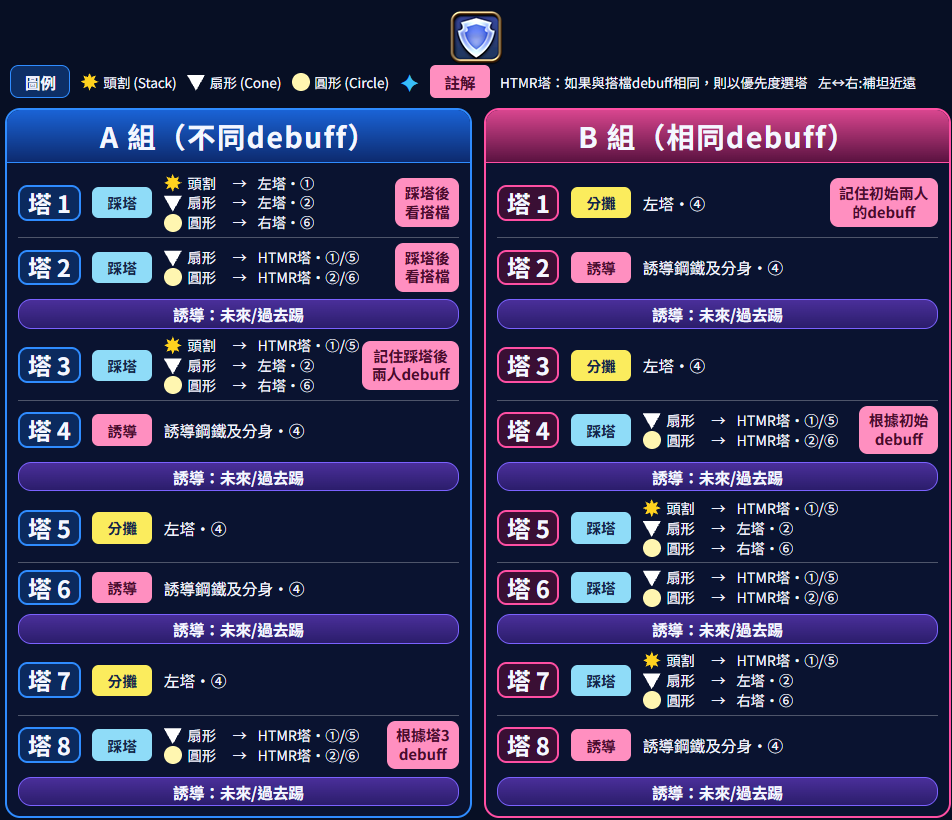 圖例 頭割 (Stack) 扇形 (Cone) 圓形 (Circle) 註解 HTMR塔：如果與搭檔debuff相同，則以優先度選塔 左↔右:補坦近遠
A 組（不同debuff）
塔 1 踩塔
頭割 → 左塔・①
扇形 → 左塔・②
圓形 → 右塔・⑥
踩塔後
看搭檔
塔 2 踩塔
扇形 → HTMR塔・①/⑤
圓形 → HTMR塔・②/⑥
踩塔後
看搭檔
誘導：未來/過去踢
塔 3 踩塔
頭割 → HTMR塔・①/⑤
扇形 → 左塔・②
圓形 → 右塔・⑥
記住踩塔後
兩人debuff
塔 4 誘導 誘導鋼鐵及分身・④
誘導：未來/過去踢
塔 5 分攤 左塔・④
塔 6 誘導 誘導鋼鐵及分身・④
誘導：未來/過去踢
塔 7 分攤 左塔・④
塔 8 踩塔
扇形 → HTMR塔・①/⑤
圓形 → HTMR塔・②/⑥
根據塔3
debuff
誘導：未來/過去踢
B 組（相同debuff）
塔 1 分攤 左塔・④
記住初始兩人
的debuff
塔 2 誘導 誘導鋼鐵及分身・④
誘導：未來/過去踢
塔 3 分攤 左塔・④
塔 4 踩塔
扇形 → HTMR塔・①/⑤
圓形 → HTMR塔・②/⑥
根據初始
debuff
誘導：未來/過去踢
塔 5 踩塔
頭割 → HTMR塔・①/⑤
扇形 → 左塔・②
圓形 → 右塔・⑥
塔 6 踩塔
扇形 → HTMR塔・①/⑤
圓形 → HTMR塔・②/⑥
誘導：未來/過去踢
塔 7 踩塔
頭割 → HTMR塔・①/⑤
扇形 → 左塔・②
圓形 → 右塔・⑥
塔 8 誘導 誘導鋼鐵及分身・④
誘導：未來/過去踢